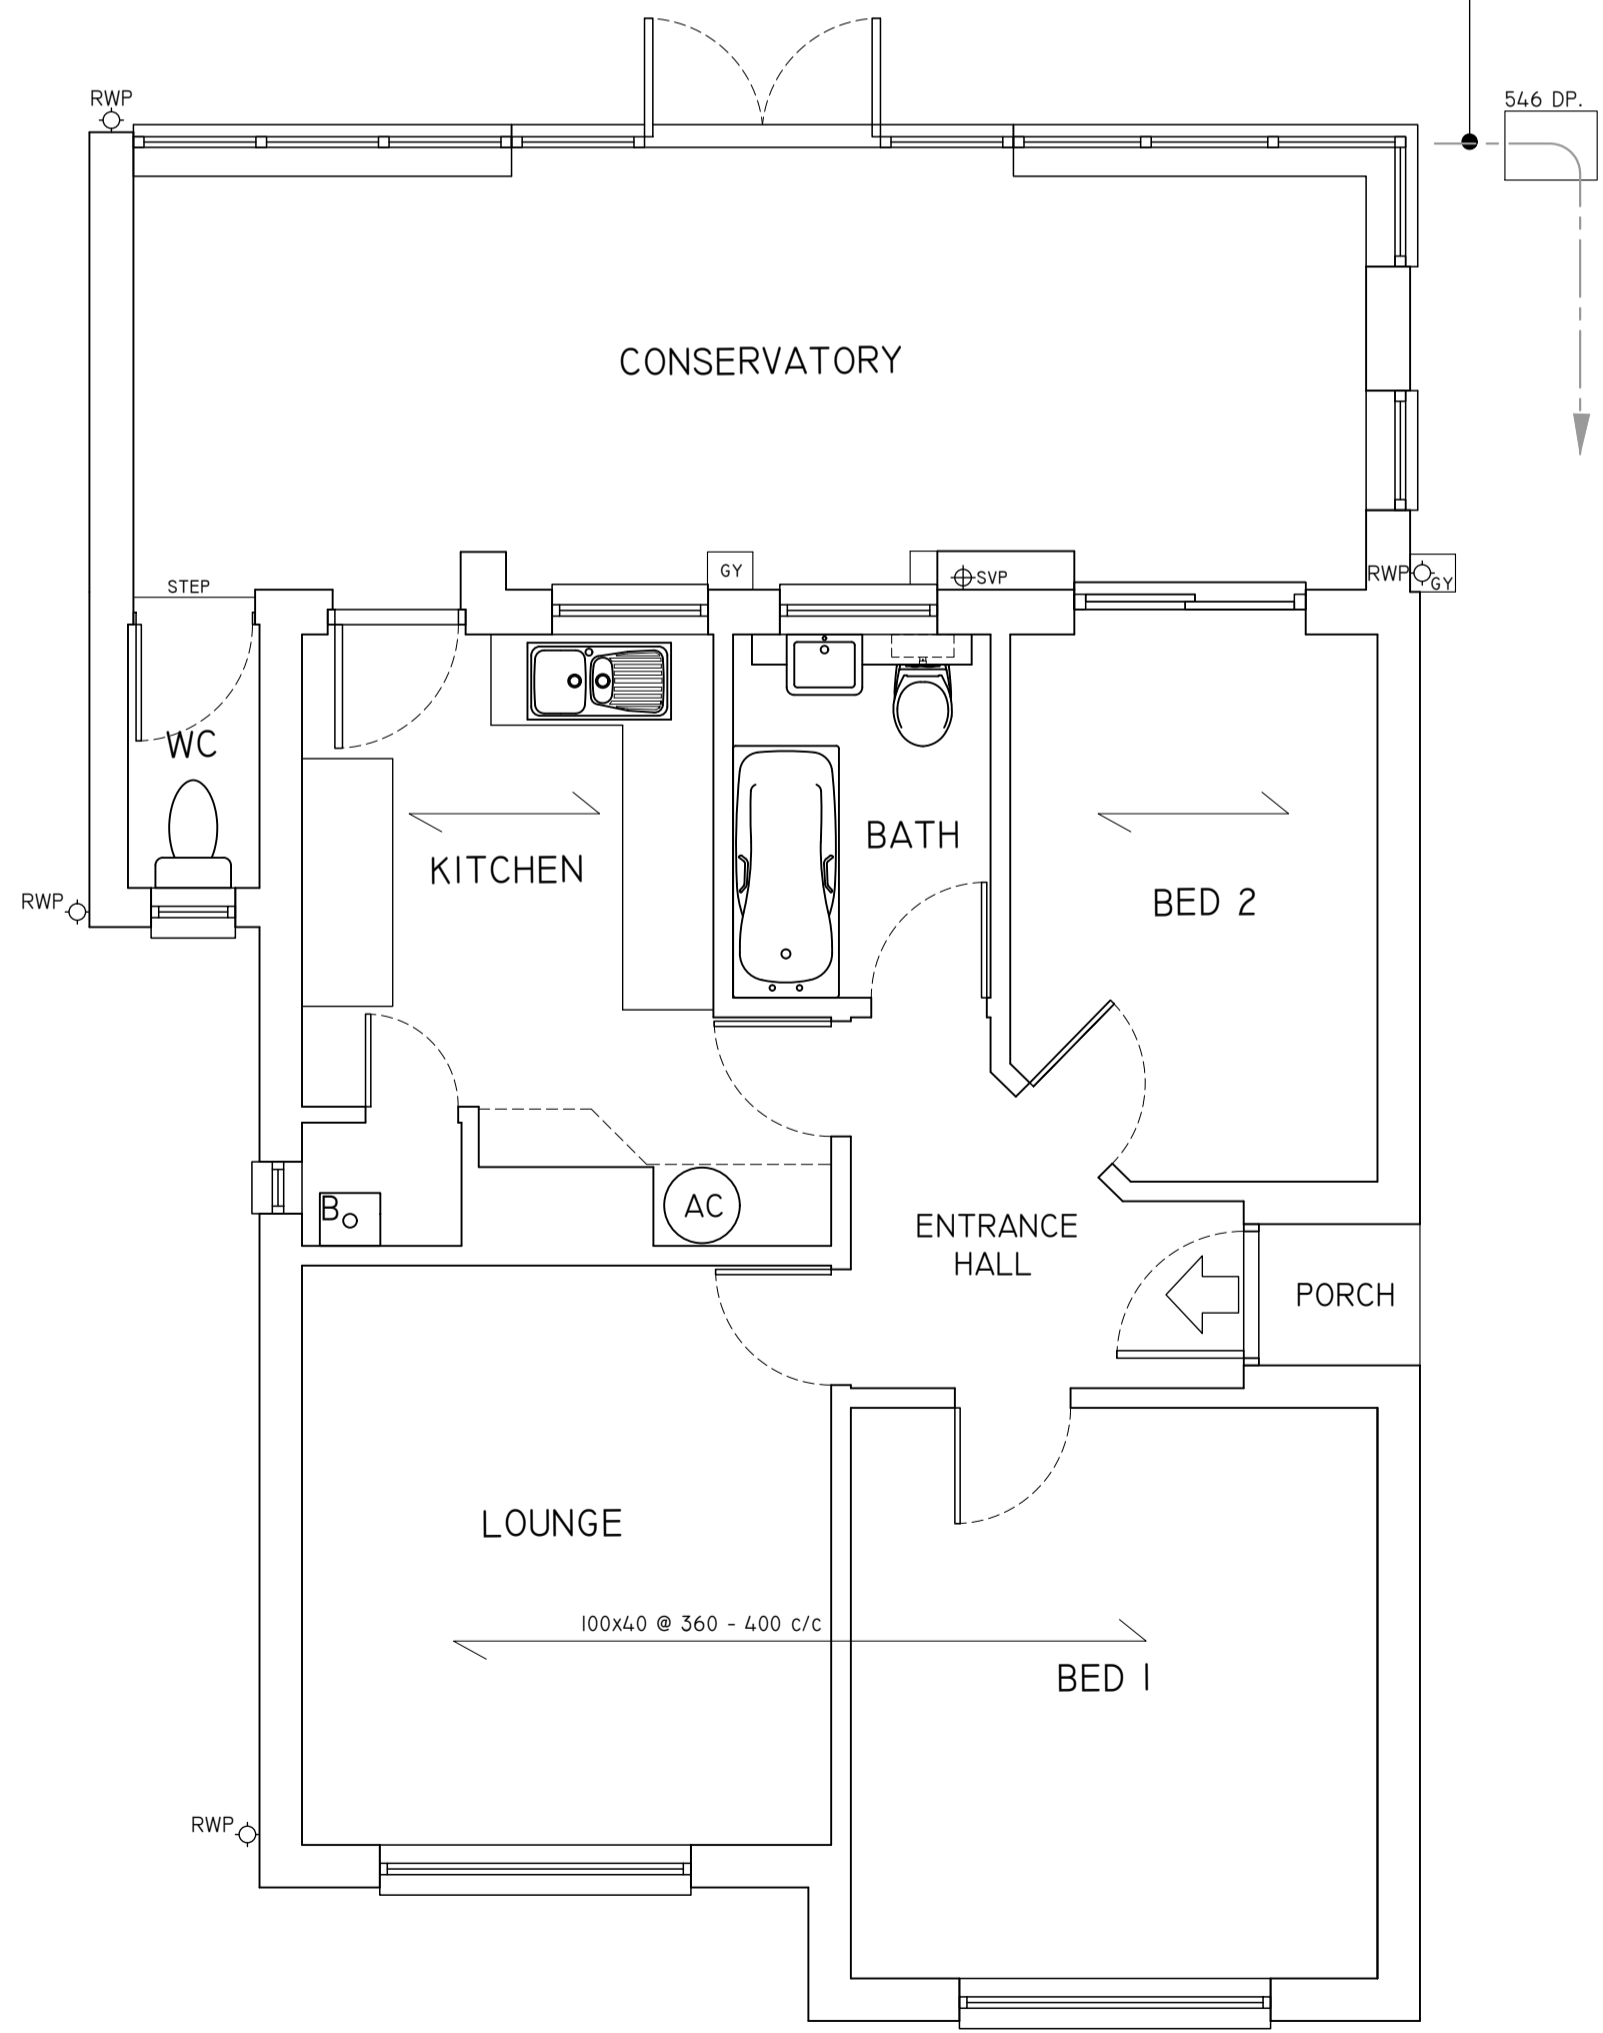 RWP
546 DP.
CONSERVATORY
GY
SVP
RWP
GY
STEP
WC
BATH
KITCHEN
BED 2
RWP
B
AC
ENTRANCE
HALL
PORCH
LOUNGE
100x40 @ 360 - 400 c/c
BED 1
RWP